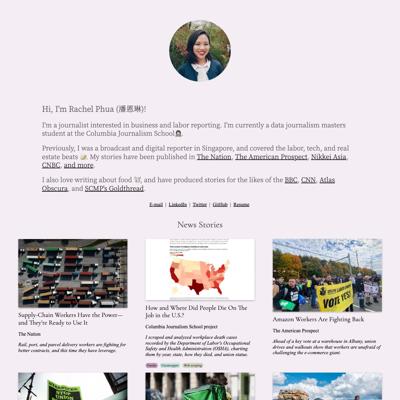 Hi, I'm Rachel Phua (潘恩琳)!
I'm a journalist interested in business and labor reporting. I'm currently a data journalism masters
student at the Columbia Journalism School👩🏻‍🎓.
Previously, I was a broadcast and digital reporter in Singapore, and covered the labor, tech, and real
estate beats 📝. My stories have been published in The Nation, The American Prospect, Nikkei Asia,
CNBC, and more.
I also love writing about food 🍜, and have produced stories for the likes of the BBC, CNN, Atlas
Obscura, and SCMP's Goldthread.
E-mail | LinkedIn | Twitter | GitHub | Resume
News Stories
Supply-Chain Workers Have the Power—
and They're Ready to Use It
The Nation
Rail, port, and parcel delivery workers are fighting for
better contracts, and this time they have leverage.
How and Where Did People Die On The
Job in the U.S.?
Columbia Journalism School project
I scraped and analyzed workplace death cases
recorded by the Department of Labor's Occupational
Safety and Health Administration (OSHA), charting
them by year, state, how they died, and union status.
Amazon Workers Are Fighting Back
The American Prospect
Ahead of a key vote at a warehouse in Albany, union
drives and walkouts show that workers are unafraid of
challenging the e-commerce giant.
VOTE YES!